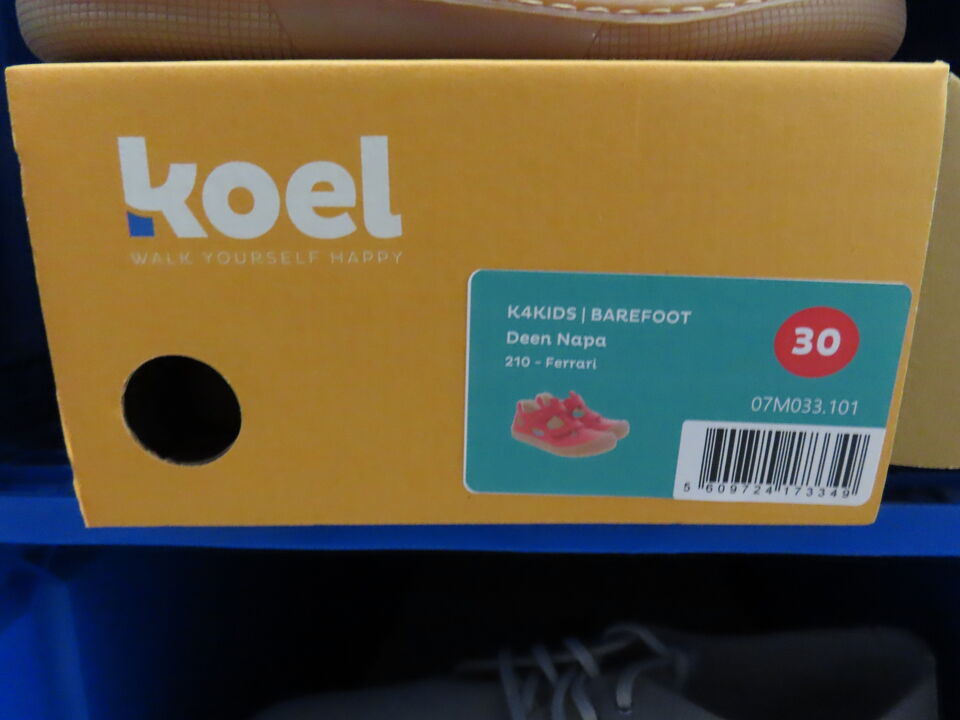 koel
WALK YOURSELF HAPPY
K4KIDS | BAREFOOT
Deen Napa
210 - Ferrari
30
07M033.101
5 609724 173349